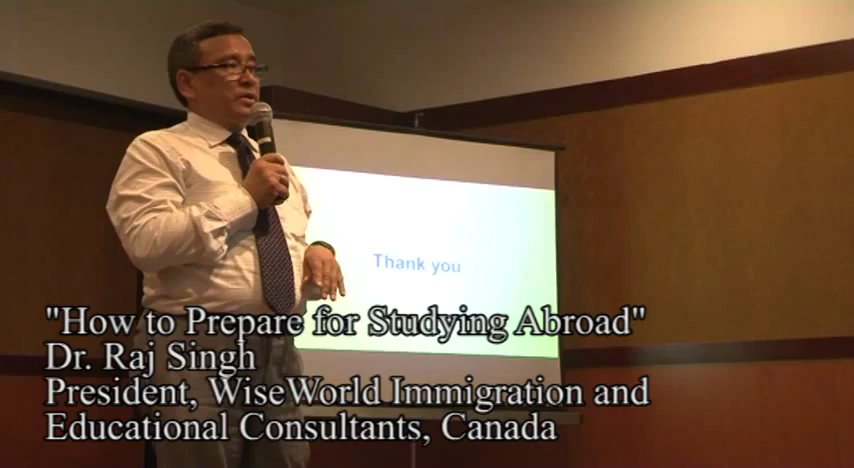 Thank you
"How to Prepare for Studying Abroad"
Dr. Raj Singh
President, WiseWorld Immigration and
Educational Consultants, Canada